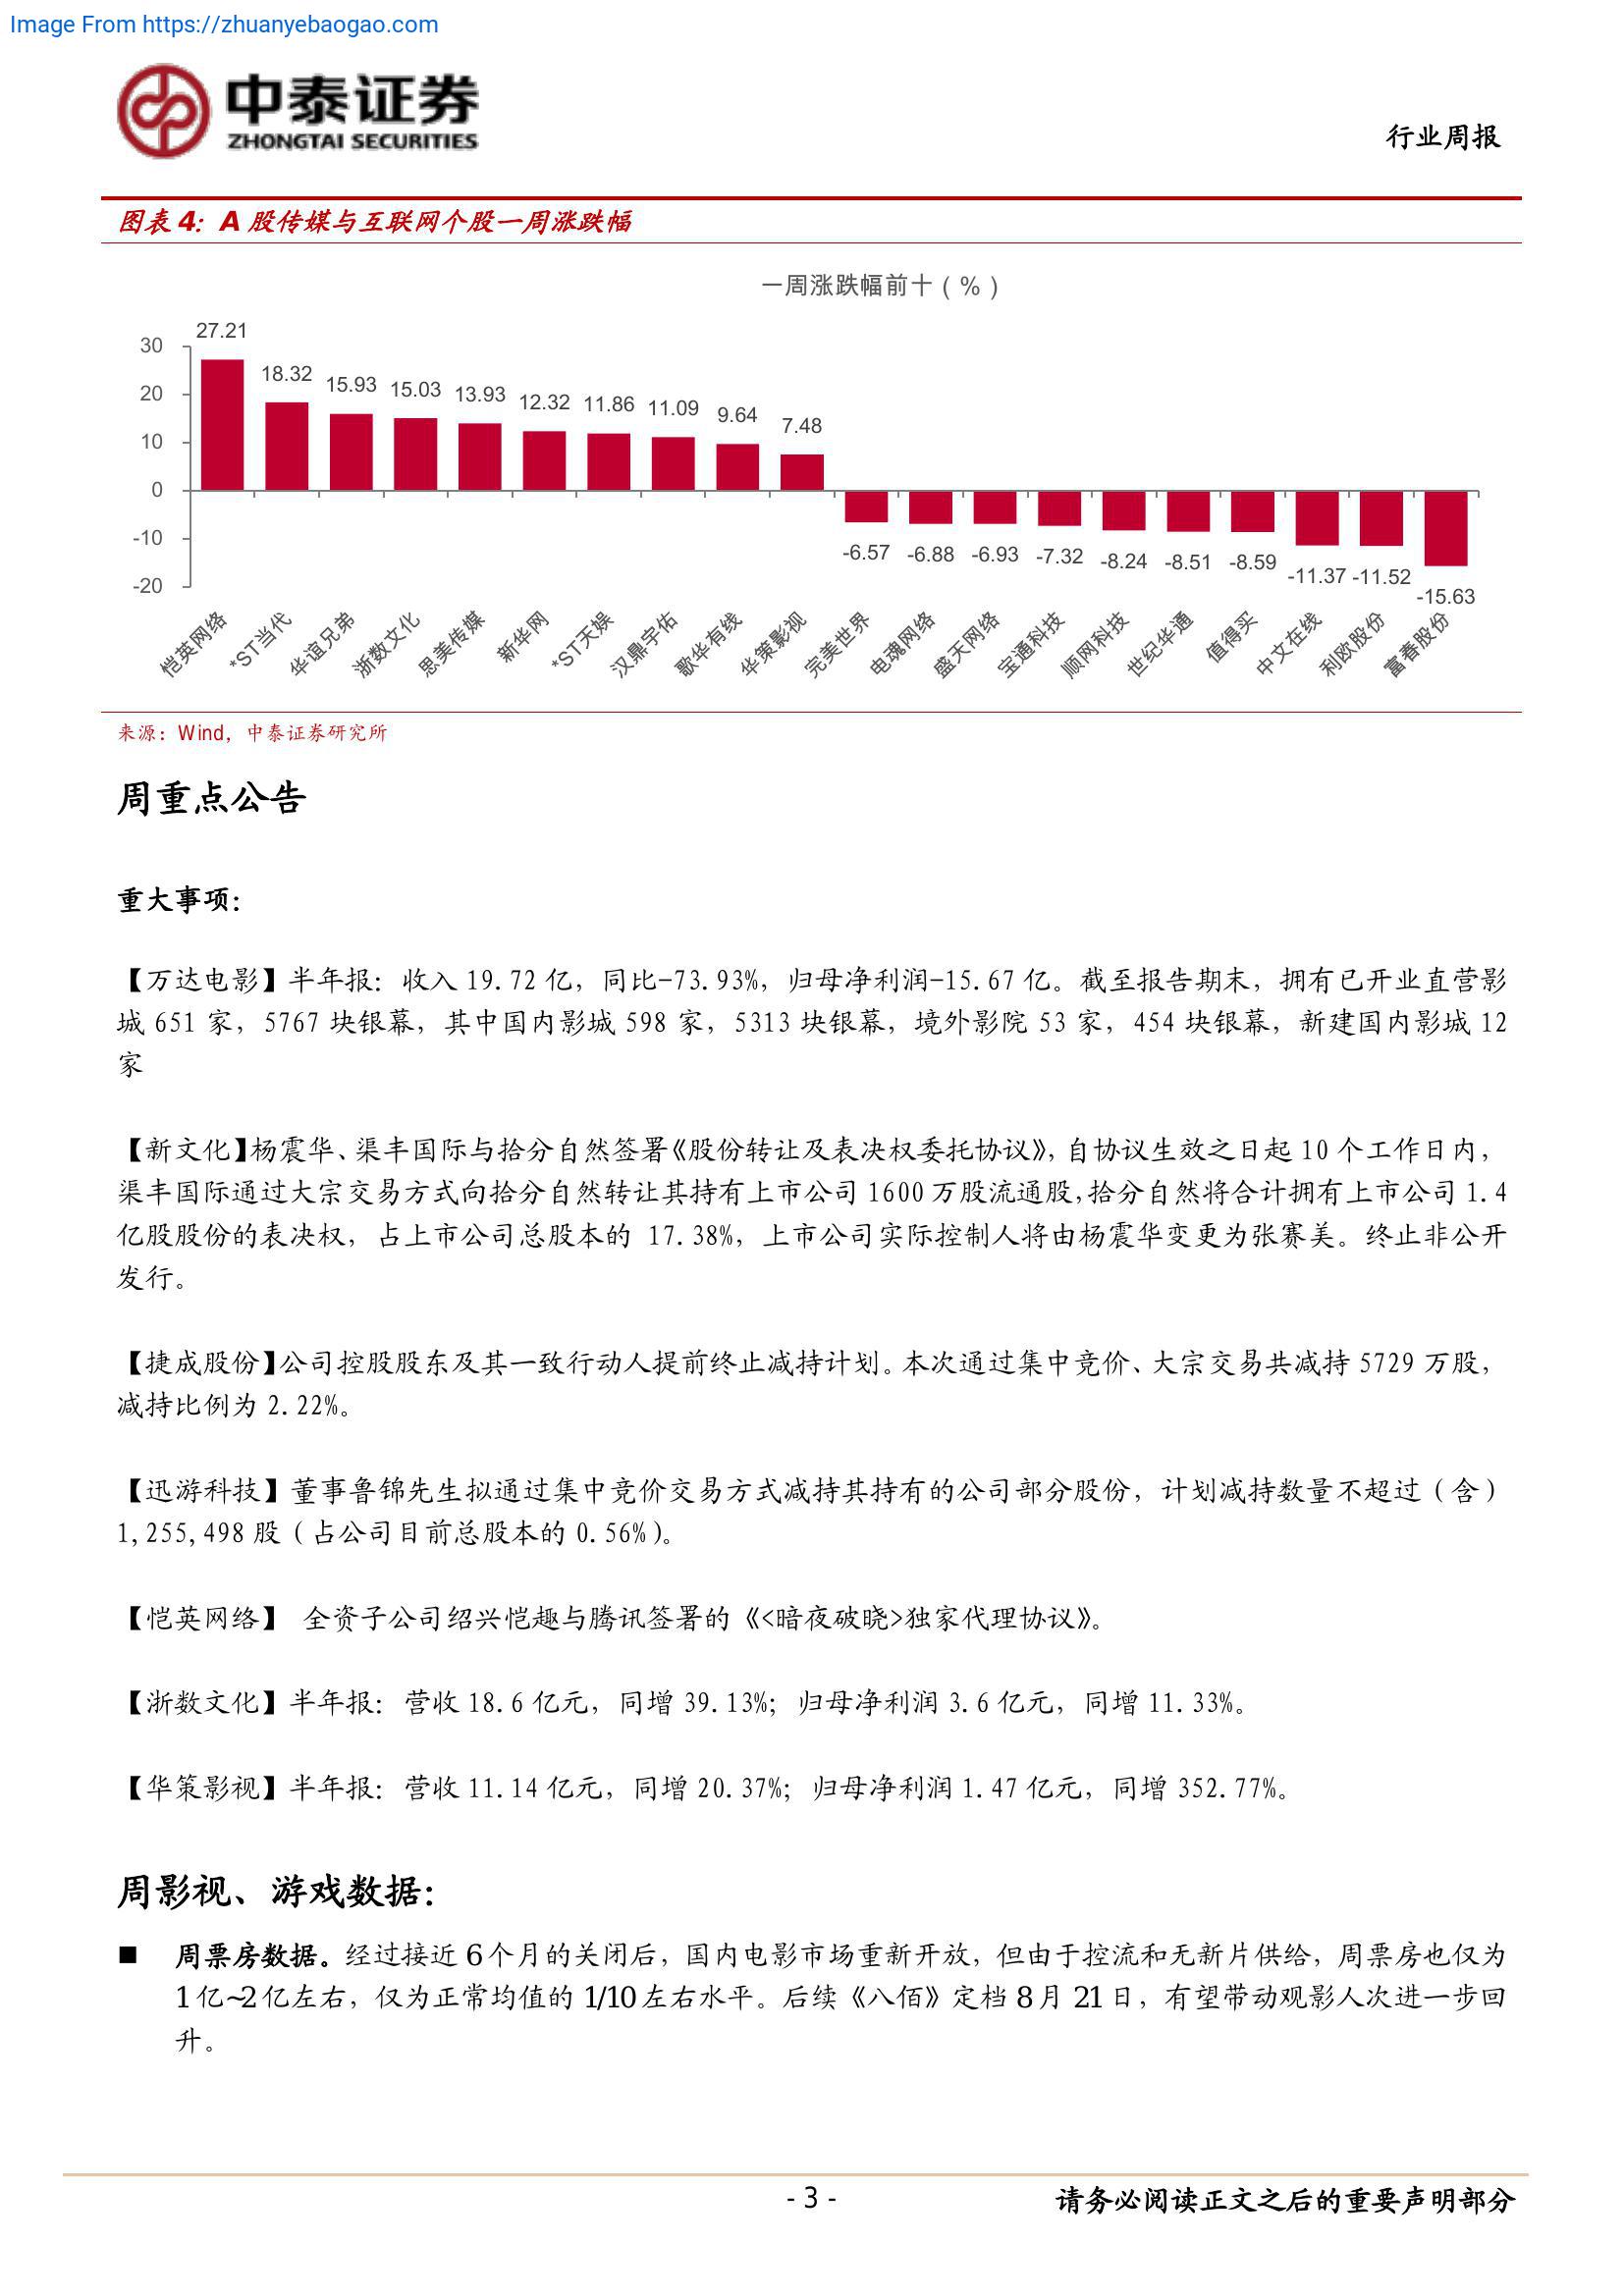 Image From https://zhuanyebaogao.com
中泰证券
ZHONGTAI SECURITIES
行业周报
图表 4：A 股传媒与互联网个股一周涨跌幅
一周涨跌幅前十（%）
30
20
10
0
-10
-20
27.21
18.32
15.93
15.03
13.93
12.32
11.86
11.09
9.64
7.48
-6.57
-6.88
-6.93
-7.32
-8.24
-8.51
-8.59
-11.37
-11.52
-15.63
恺英网络
*ST当代
华谊兄弟
浙数文化
思美传媒
新华网
*ST天娱
汉鼎宇佑
歌华有线
华策影视
完美世界
电魂网络
盛天网络
宝通科技
顺网科技
世纪华通
值得买
中文在线
利欧股份
富春股份
来源：Wind，中泰证券研究所
周重点公告
重大事项：
【万达电影】半年报：收入 19.72 亿，同比-73.93%，归母净利润-15.67 亿。截至报告期末，拥有已开业直营影
城 651 家，5767 块银幕，其中国内影城 598 家，5313 块银幕，境外影院 53 家，454 块银幕，新建国内影城 12
家
【新文化】杨震华、渠丰国际与拾分自然签署《股份转让及表决权委托协议》，自协议生效之日起 10 个工作日内，
渠丰国际通过大宗交易方式向拾分自然转让其持有上市公司 1600 万股流通股，拾分自然将合计拥有上市公司 1.4
亿股股份的表决权，占上市公司总股本的 17.38%，上市公司实际控制人将由杨震华变更为张赛美。终止非公开
发行。
【捷成股份】公司控股股东及其一致行动人提前终止减持计划。本次通过集中竞价、大宗交易共减持 5729 万股，
减持比例为 2.22%。
【迅游科技】董事鲁锦先生拟通过集中竞价交易方式减持其持有的公司部分股份，计划减持数量不超过（含）
1,255,498 股（占公司目前总股本的 0.56%）。
【恺英网络】 全资子公司绍兴恺趣与腾讯签署的《<暗夜破晓>独家代理协议》。
【浙数文化】半年报：营收 18.6 亿元，同增 39.13%；归母净利润 3.6 亿元，同增 11.33%。
【华策影视】半年报：营收 11.14 亿元，同增 20.37%；归母净利润 1.47 亿元，同增 352.77%。
周影视、游戏数据：
■ 周票房数据。经过接近 6 个月的关闭后，国内电影市场重新开放，但由于控流和无新片供给，周票房也仅为
1 亿~2 亿左右，仅为正常均值的 1/10 左右水平。后续《八佰》定档 8 月 21 日，有望带动观影人次进一步回
升。
- 3 -
请务必阅读正文之后的重要声明部分